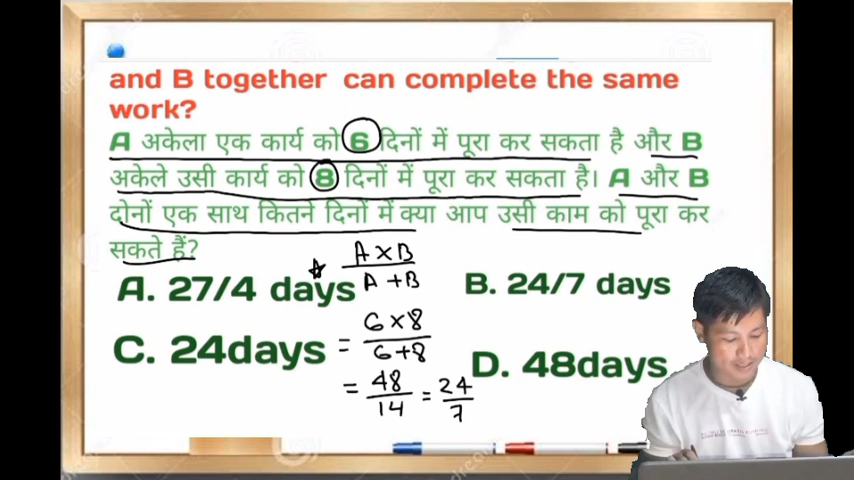 and B together can complete the same
work?
A अकेला एक कार्य को 6 दिनों में पूरा कर सकता है और B
अकेले उसी कार्य को 8 दिनों में पूरा कर सकता है। A और B
दोनों एक साथ कितने दिनों में क्या आप उसी काम को पूरा कर
सकते हैं?
A × B
A + B
A. 27/4 days
B. 24/7 days
= 6 × 8
6 + 8
C. 24days
D. 48days
= 48
14
= 24
7